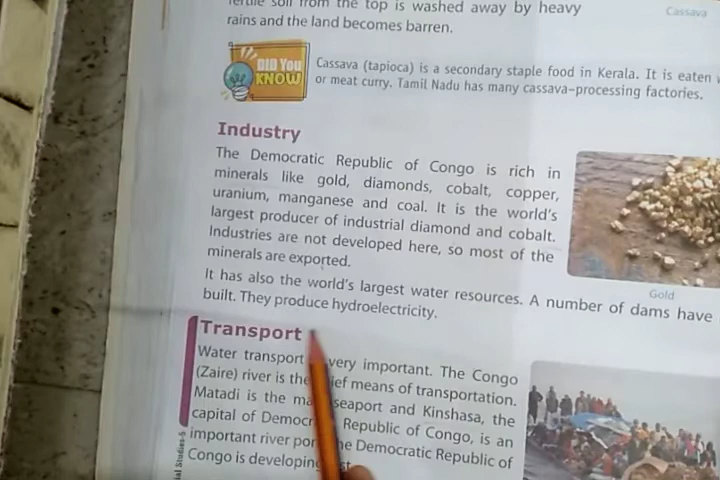 fertile soil from the top is washed away by heavy
rains and the land becomes barren.
Cassava
DID YOU
KNOW
Cassava (tapioca) is a secondary staple food in Kerala. It is eaten
or meat curry. Tamil Nadu has many cassava-processing factories.
Industry
The Democratic Republic of Congo is rich in
minerals like gold, diamonds, cobalt, copper,
uranium, manganese and coal. It is the world's
largest producer of industrial diamond and cobalt.
Industries are not developed here, so most of the
minerals are exported.
Gold
It has also the world's largest water resources. A number of dams have
built. They produce hydroelectricity.
Transport
Water transport very important. The Congo
(Zaire) river is the ief means of transportation.
Matadi is the ma seaport and Kinshasa, the
capital of Democr Republic of Congo, is an
important river por he Democratic Republic of
Congo is developing st
ial Studies-5